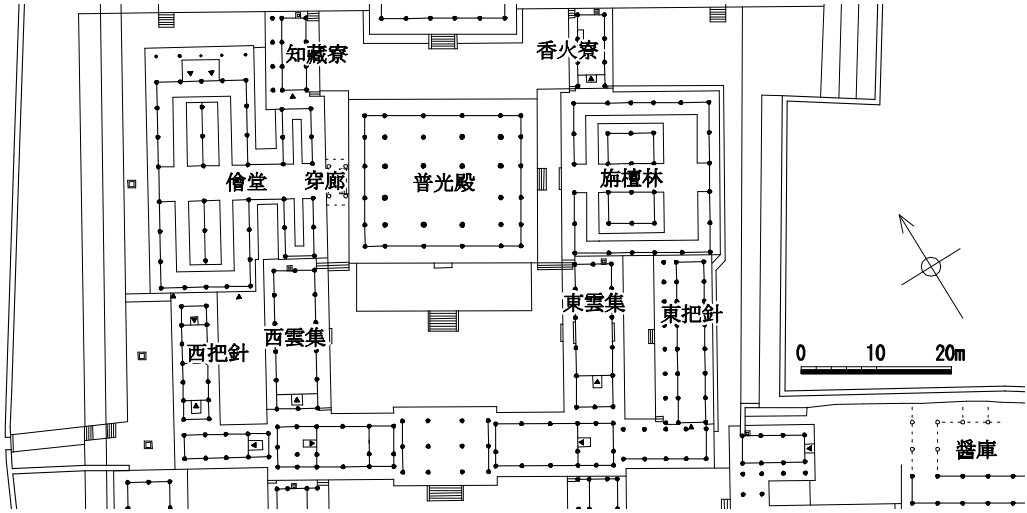 知藏寮
香火寮
僧堂
穿廊
普光殿
旃檀林
西把針
西雲集
東雲集
東把針
0 10 20m
醬庫